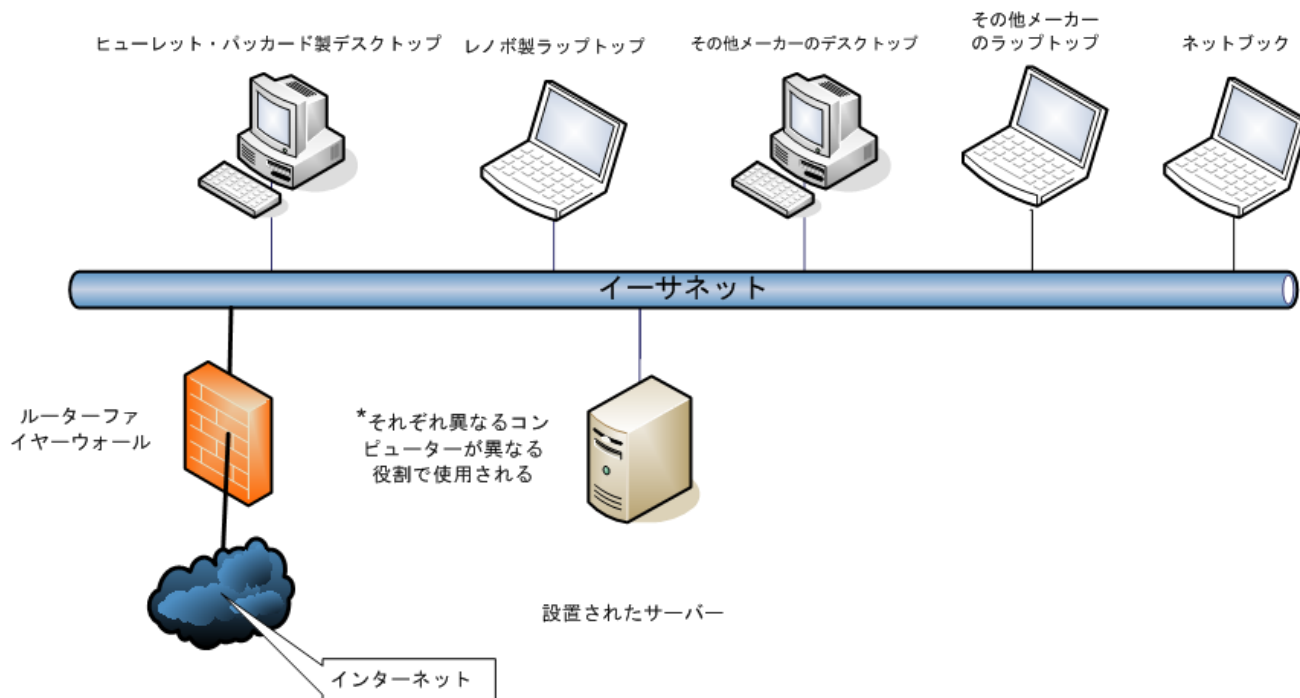 ヒューレット・パッカード製デスクトップ
レノボ製ラップトップ
その他メーカーのデスクトップ
その他メーカー
のラップトップ
ネットブック
イーサネット
ルーターファ
イヤーウォール
*それぞれ異なるコン
ピューターが異なる
役割で使用される
設置されたサーバー
インターネット